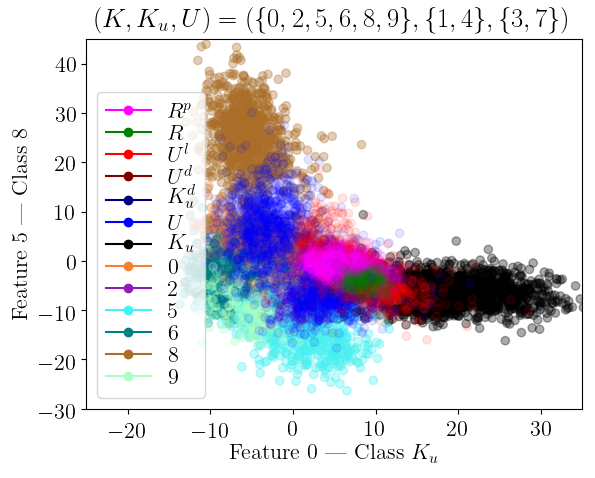 (K, K_u, U) = ({0, 2, 5, 6, 8, 9}, {1, 4}, {3, 7})
40
30
20
10
0
−10
−20
−30
Feature 5 — Class 8
R^p
R
U^l
U^d
K_u^d
U
K_u
0
2
5
6
8
9
−20
−10
0
10
20
30
Feature 0 — Class K_u